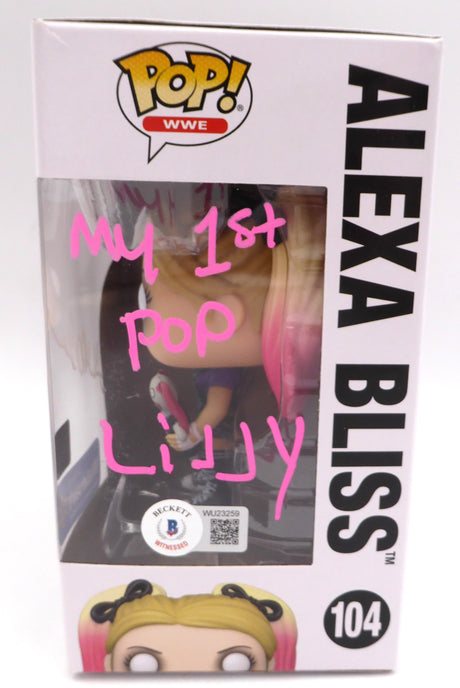 POP!
WWE
ALEXA BLISS™
My 1st
pop
Lilly
BECKETT
B
WITNESSED
WU23259
104